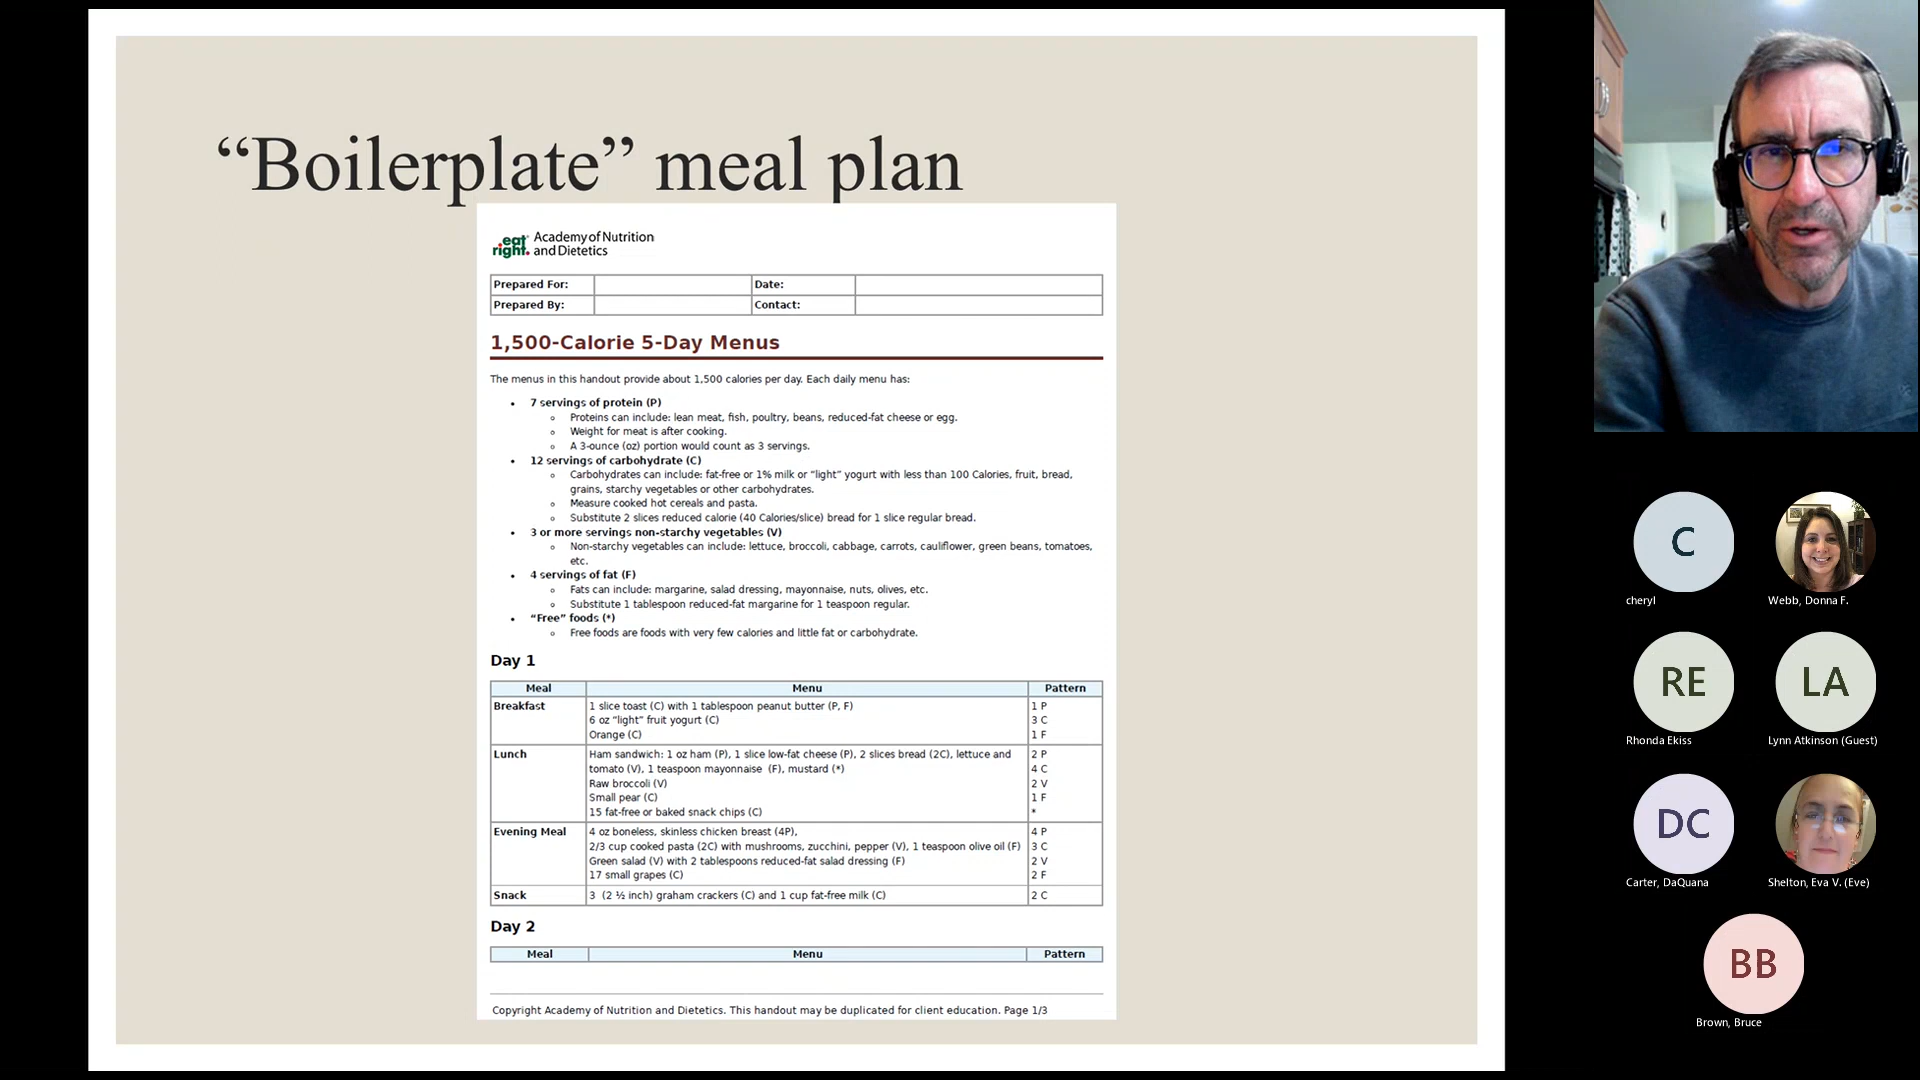 “Boilerplate” meal plan
eat right. Academy of Nutrition and Dietetics
Prepared For: Date:
Prepared By: Contact:
1,500-Calorie 5-Day Menus
The menus in this handout provide about 1,500 calories per day. Each daily menu has:
• 7 servings of protein (P)
o Proteins can include: lean meat, fish, poultry, beans, reduced-fat cheese or egg.
o Weight for meat is after cooking.
o A 3-ounce (oz) portion would count as 3 servings.
• 12 servings of carbohydrate (C)
o Carbohydrates can include: fat-free or 1% milk or “light” yogurt with less than 100 Calories, fruit, bread,
grains, starchy vegetables or other carbohydrates.
o Measure cooked hot cereals and pasta.
o Substitute 2 slices reduced calorie (40 Calories/slice) bread for 1 slice regular bread.
• 3 or more servings non-starchy vegetables (V)
o Non-starchy vegetables can include: lettuce, broccoli, cabbage, carrots, cauliflower, green beans, tomatoes,
etc.
• 4 servings of fat (F)
o Fats can include: margarine, salad dressing, mayonnaise, nuts, olives, etc.
o Substitute 1 tablespoon reduced-fat margarine for 1 teaspoon regular.
• “Free” foods (*)
o Free foods are foods with very few calories and little fat or carbohydrate.
Day 1
Meal Menu Pattern
Breakfast 1 slice toast (C) with 1 tablespoon peanut butter (P, F) 1 P
6 oz “light” fruit yogurt (C) 3 C
Orange (C) 1 F
Lunch Ham sandwich: 1 oz ham (P), 1 slice low-fat cheese (P), 2 slices bread (2C), lettuce and 2 P
tomato (V), 1 teaspoon mayonnaise (F), mustard (*) 4 C
Raw broccoli (V) 2 V
Small pear (C) 1 F
15 fat-free or baked snack chips (C) *
Evening Meal 4 oz boneless, skinless chicken breast (4P), 4 P
2/3 cup cooked pasta (2C) with mushrooms, zucchini, pepper (V), 1 teaspoon olive oil (F) 3 C
Green salad (V) with 2 tablespoons reduced-fat salad dressing (F) 2 V
17 small grapes (C) 2 F
Snack 3 (2 ½ inch) graham crackers (C) and 1 cup fat-free milk (C) 2 C
Day 2
Meal Menu Pattern
Copyright Academy of Nutrition and Dietetics. This handout may be duplicated for client education. Page 1/3
C
cheryl
Webb, Donna F.
RE
Rhonda Ekiss
LA
Lynn Atkinson (Guest)
DC
Carter, DaQuana
Shelton, Eva V. (Eve)
BB
Brown, Bruce